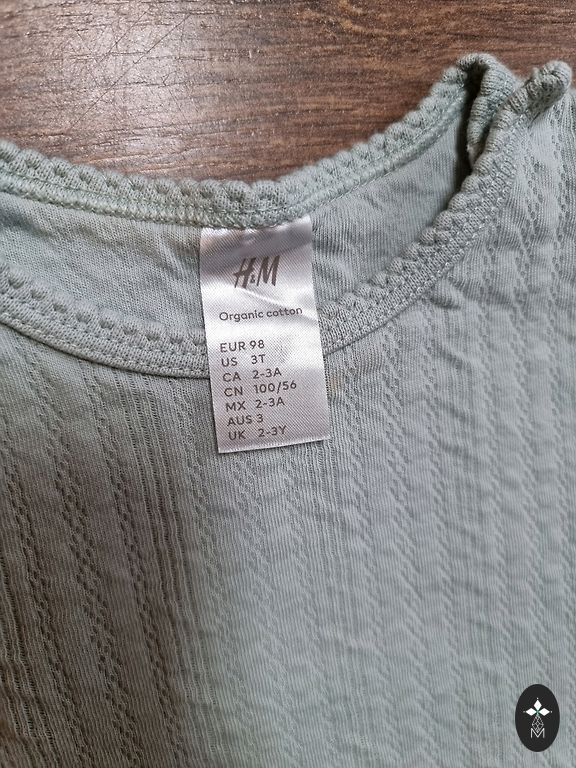 H&M
Organic cotton
EUR 98
US 3T
CA 2-3A
CN 100/56
MX 2-3A
AUS 3
UK 2-3Y
M